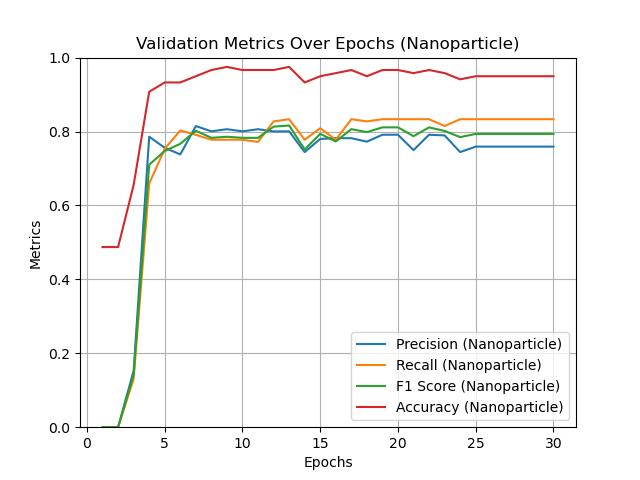 Validation Metrics Over Epochs (Nanoparticle)
1.0
0.8
0.6
0.4
0.2
0.0
Metrics
0 5 10 15 20 25 30
Epochs
Precision (Nanoparticle)
Recall (Nanoparticle)
F1 Score (Nanoparticle)
Accuracy (Nanoparticle)